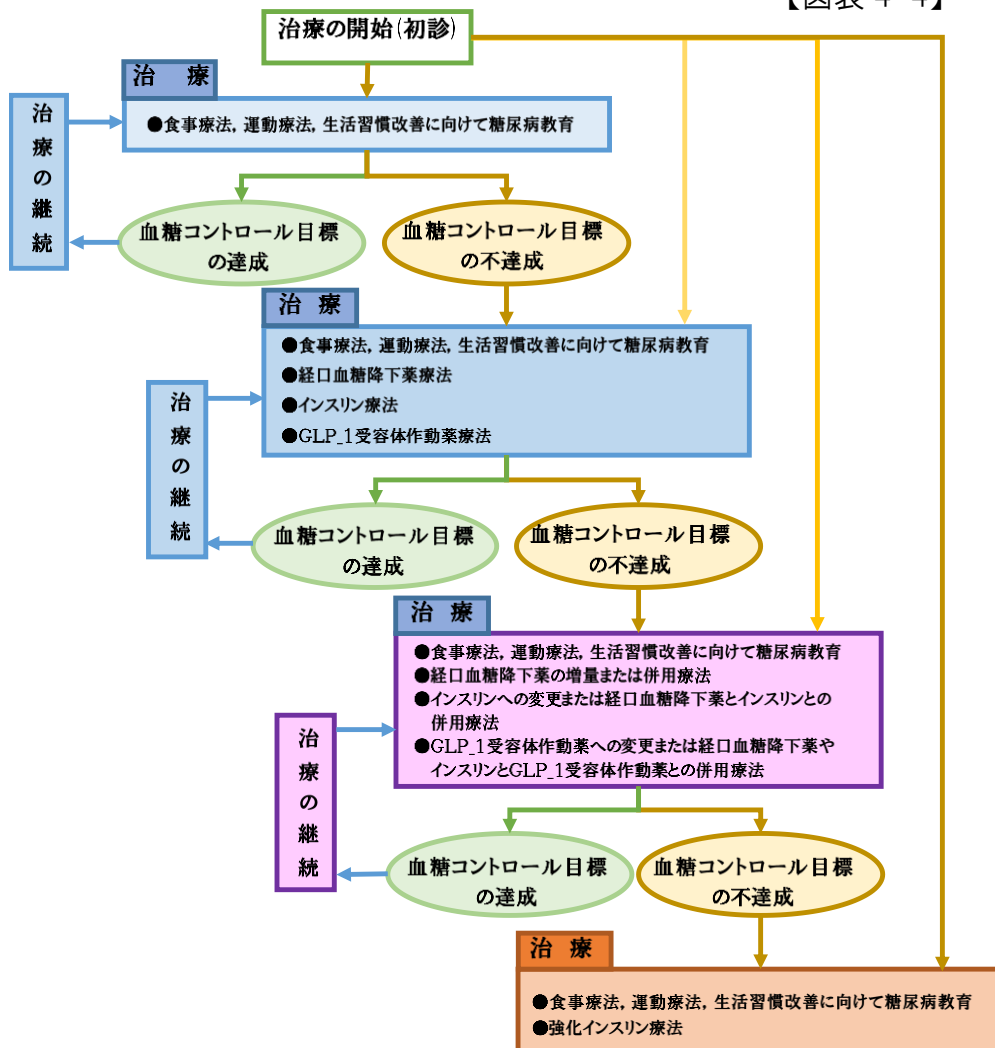 【図表 4-4】
治療の開始(初診)
治 療
治療の継続
●食事療法, 運動療法, 生活習慣改善に向けて糖尿病教育
血糖コントロール目標
の達成
血糖コントロール目標
の不達成
治 療
●食事療法, 運動療法, 生活習慣改善に向けて糖尿病教育
●経口血糖降下薬療法
●インスリン療法
●GLP_1受容体作動薬療法
治療の継続
血糖コントロール目標
の達成
血糖コントロール目標
の不達成
治 療
●食事療法, 運動療法, 生活習慣改善に向けて糖尿病教育
●経口血糖降下薬の増量または併用療法
●インスリンへの変更または経口血糖降下薬とインスリンとの
併用療法
●GLP_1受容体作動薬への変更または経口血糖降下薬や
インスリンとGLP_1受容体作動薬との併用療法
治療の継続
血糖コントロール目標
の達成
血糖コントロール目標
の不達成
治 療
●食事療法, 運動療法, 生活習慣改善に向けて糖尿病教育
●強化インスリン療法